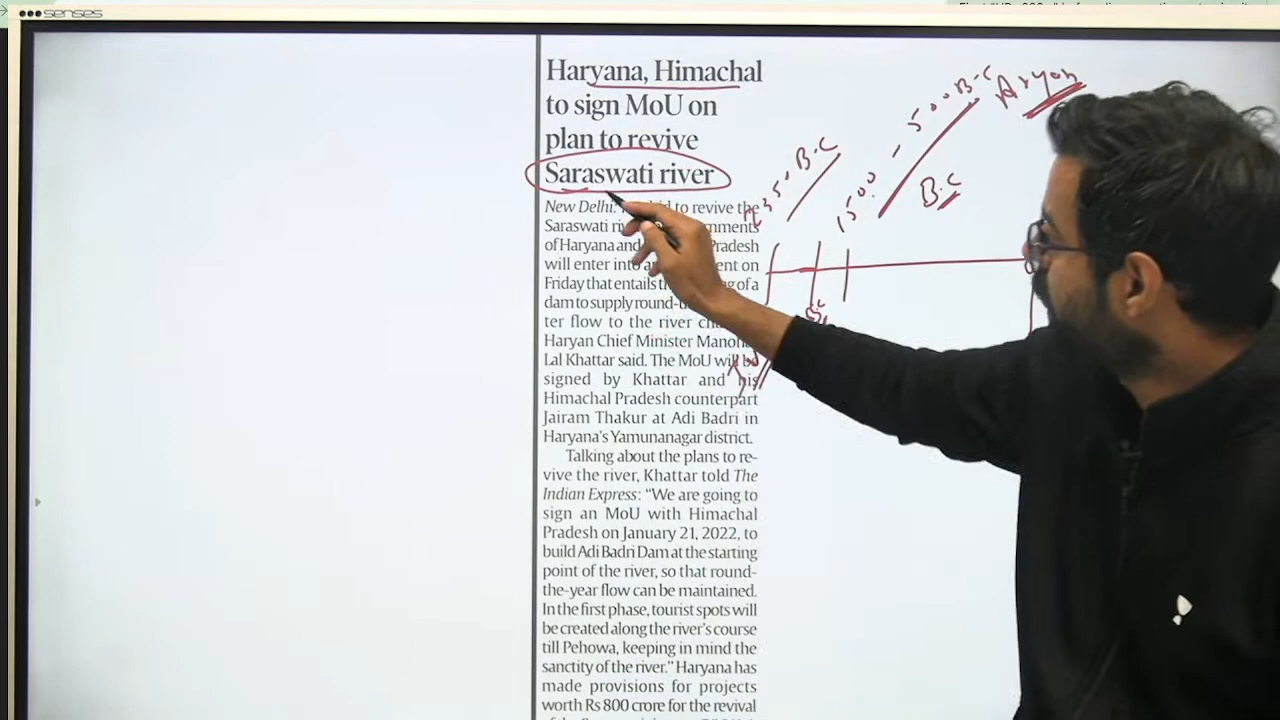 senses
Haryana, Himachal
to sign MoU on
plan to revive
Saraswati river
New Delhi: to revive the
Saraswati
of Haryana and Pradesh
will enter into on
Friday that entails of a
dam to supply
ter flow to the river
Haryan Chief Minister
Lal Khattar said. The MoU will be
signed by Khattar and his
Himachal Pradesh counterpart
Jairam Thakur at Adi Badri in
Haryana's Yamunanagar district.
Talking about the plans to re-
vive the river, Khattar told The
Indian Express: “We are going to
sign an MoU with Himachal
Pradesh on January 21, 2022, to
build Adi Badri Dam at the starting
point of the river, so that round-
the-year flow can be maintained.
In the first phase, tourist spots will
be created along the river's course
till Pehowa, keeping in mind the
sanctity of the river.” Haryana has
made provisions for projects
worth Rs 800 crore for the revival
B.C
1500 - 500 B-C
Aryan
B.C